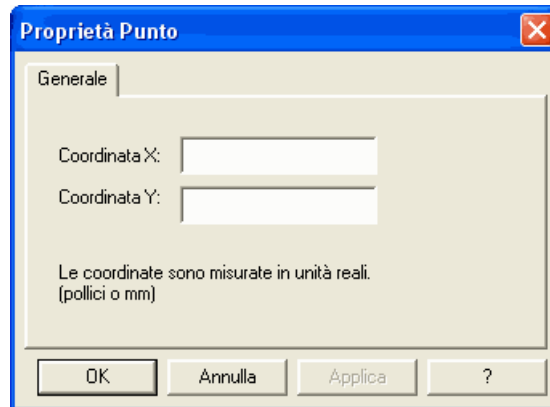 Proprietà Punto
Generale
Coordinata X:
Coordinata Y:
Le coordinate sono misurate in unità reali.
(pollici o mm)
OK Annulla Applica ?